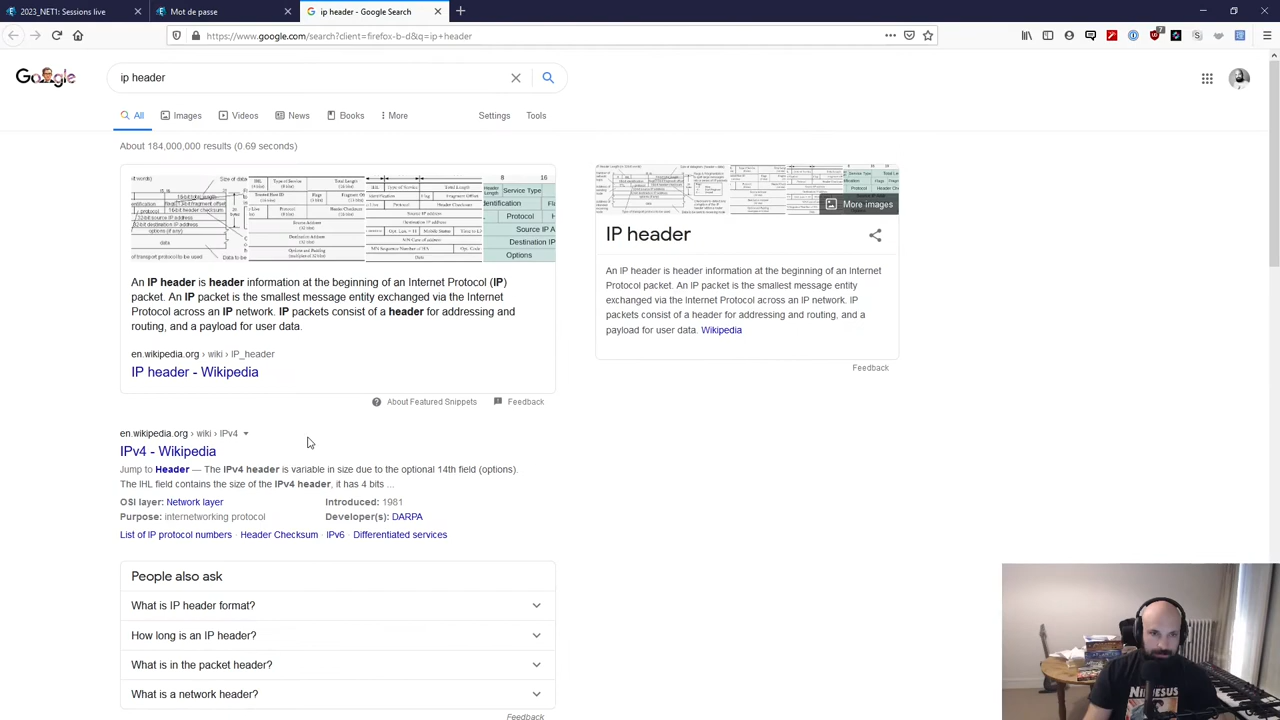 2023_NET1: Sessions live
Mot de passe
ip header - Google Search
https://www.google.com/search?client=firefox-b-d&q=ip+header
Google
ip header
All
Images
Videos
News
Books
More
Settings
Tools
About 184,000,000 results (0.69 seconds)
An IP header is header information at the beginning of an Internet Protocol (IP)
packet. An IP packet is the smallest message entity exchanged via the Internet
Protocol across an IP network. IP packets consist of a header for addressing and
routing, and a payload for user data.
en.wikipedia.org › wiki › IP_header
IP header - Wikipedia
About Featured Snippets
Feedback
More images
IP header
An IP header is header information at the beginning of an Internet
Protocol packet. An IP packet is the smallest message entity
exchanged via the Internet Protocol across an IP network. IP
packets consist of a header for addressing and routing, and a
payload for user data. Wikipedia
Feedback
en.wikipedia.org › wiki › IPv4
IPv4 - Wikipedia
Jump to Header — The IPv4 header is variable in size due to the optional 14th field (options).
The IHL field contains the size of the IPv4 header, it has 4 bits ...
OSI layer: Network layer
Introduced: 1981
Purpose: internetworking protocol
Developer(s): DARPA
List of IP protocol numbers · Header Checksum · IPv6 · Differentiated services
People also ask
What is IP header format?
How long is an IP header?
What is in the packet header?
What is a network header?
Feedback